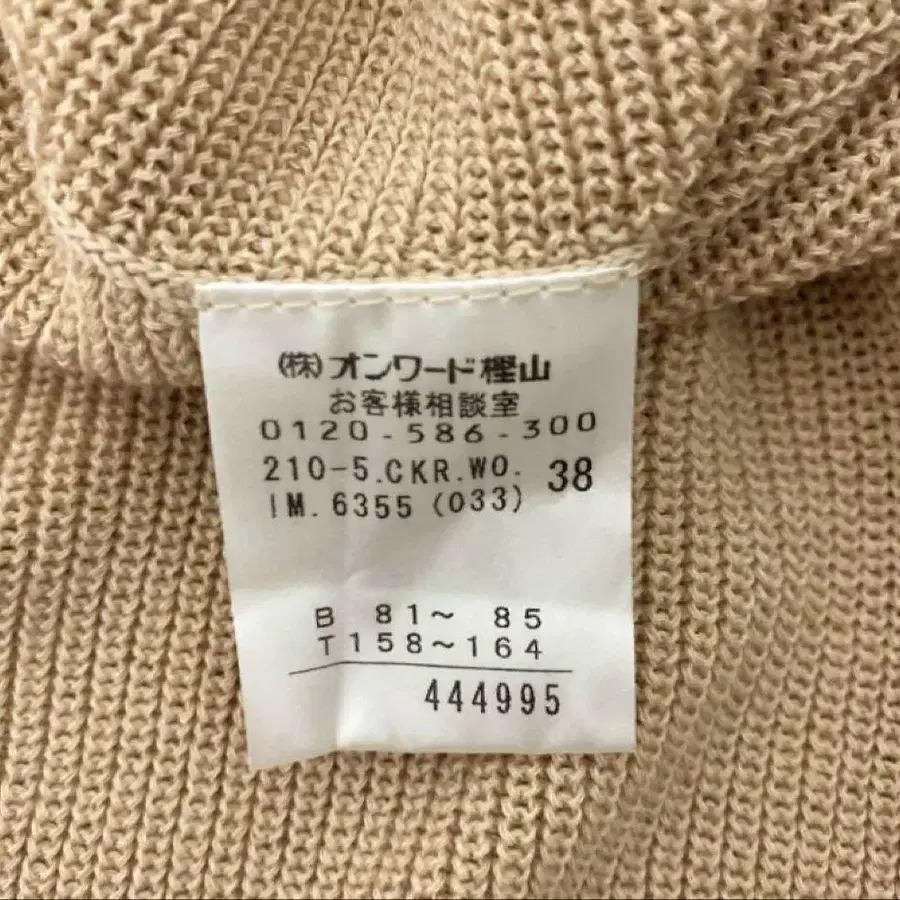 (株)オンワード樫山
お客様相談室
0120-586-300
210-5.CKR.WO. 38
IM.6355 (033)
B 81~ 85
T158~164
444995